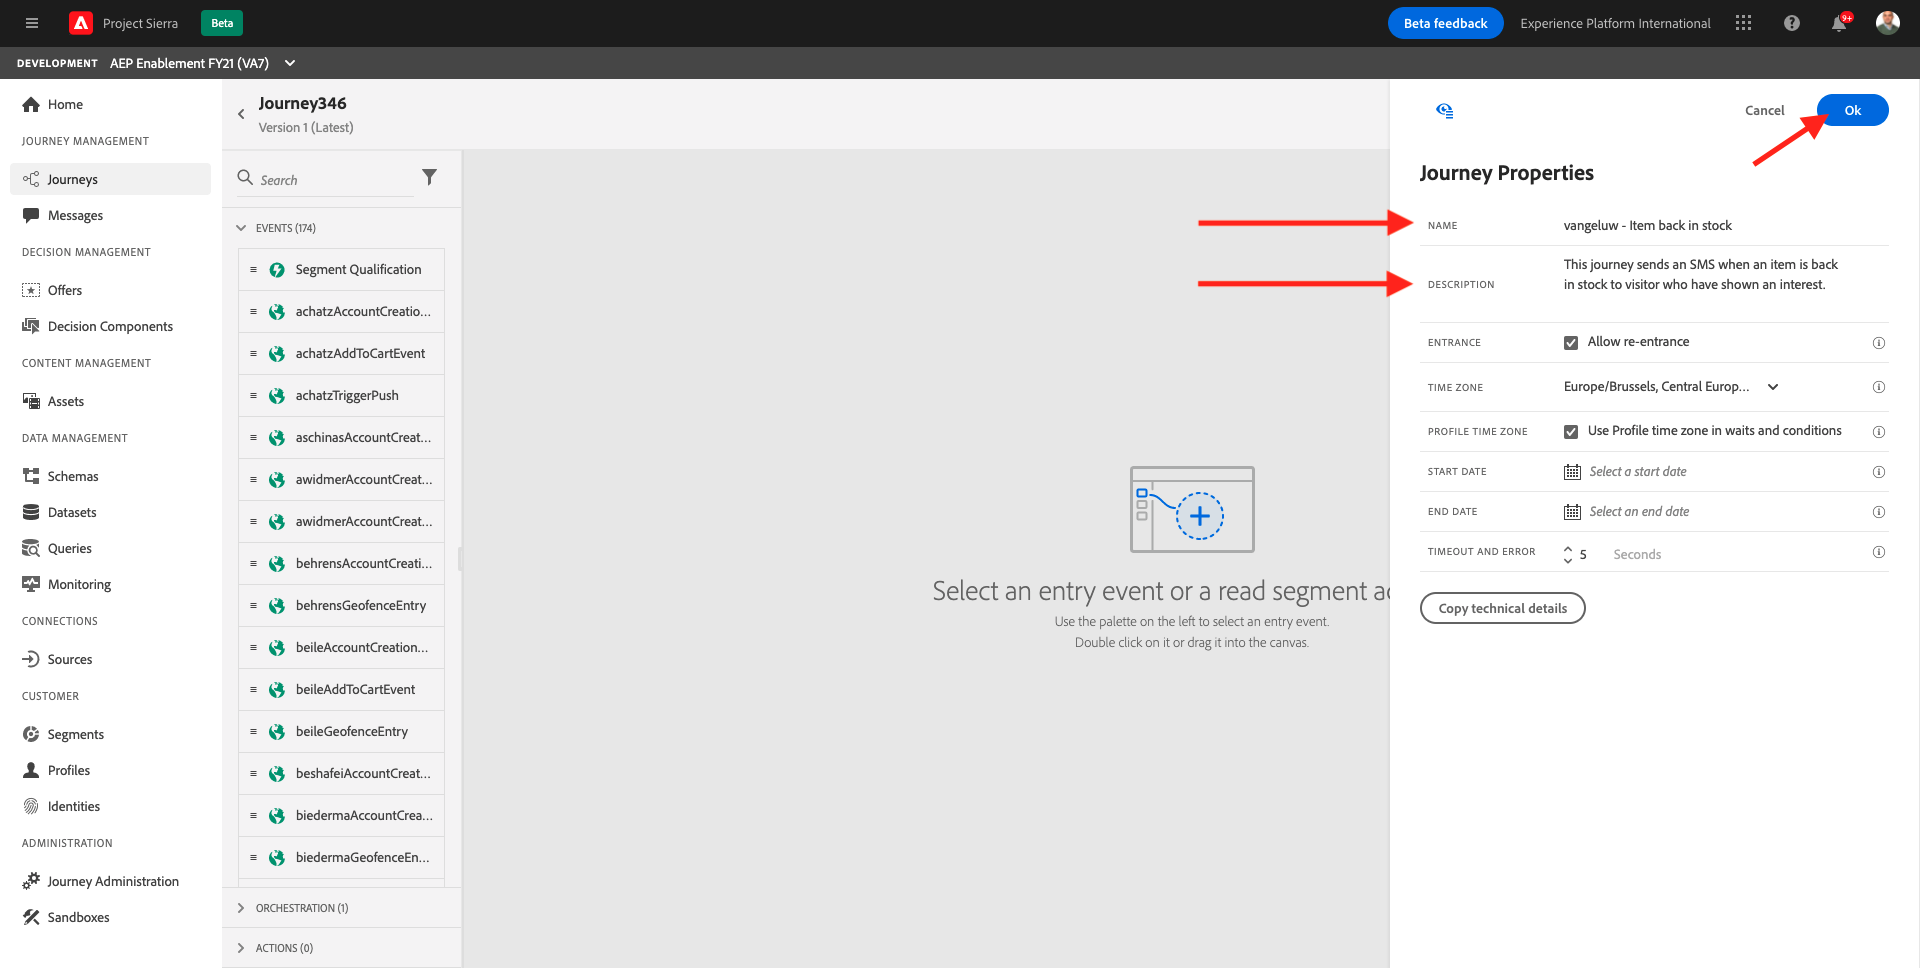 Project Sierra
Beta
Beta feedback
Experience Platform International
9+
DEVELOPMENT
AEP Enablement FY21 (VA7)
Home
JOURNEY MANAGEMENT
Journeys
Messages
DECISION MANAGEMENT
Offers
Decision Components
CONTENT MANAGEMENT
Assets
DATA MANAGEMENT
Schemas
Datasets
Queries
Monitoring
CONNECTIONS
Sources
CUSTOMER
Segments
Profiles
Identities
ADMINISTRATION
Journey Administration
Sandboxes
Journey346
Version 1 (Latest)
Search
EVENTS (174)
Segment Qualification
achatzAccountCreatio...
achatzAddToCartEvent
achatzTriggerPush
aschinasAccountCreat...
awidmerAccountCreat...
awidmerAccountCreat...
behrensAccountCreati...
behrensGeofenceEntry
beileAccountCreation...
beileAddToCartEvent
beileGeofenceEntry
beshafeiAccountCreat...
biedermaAccountCrea...
biedermaGeofenceEn...
ORCHESTRATION (1)
ACTIONS (0)
Select an entry event or a read segment ac
Use the palette on the left to select an entry event.
Double click on it or drag it into the canvas.
Cancel
Ok
Journey Properties
NAME
vangeluw - Item back in stock
DESCRIPTION
This journey sends an SMS when an item is back
in stock to visitor who have shown an interest.
ENTRANCE
Allow re-entrance
TIME ZONE
Europe/Brussels, Central Europ...
PROFILE TIME ZONE
Use Profile time zone in waits and conditions
START DATE
Select a start date
END DATE
Select an end date
TIMEOUT AND ERROR
5
Seconds
Copy technical details